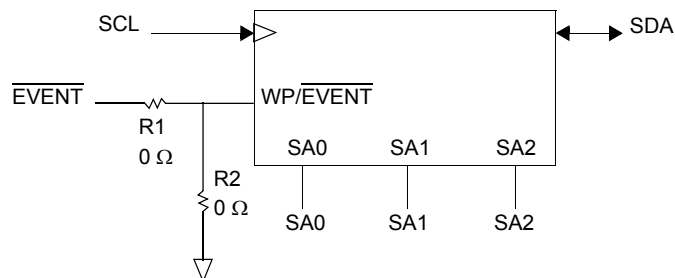 SCL
SDA
EVENT
WP/EVENT
R1
0 Ω
SA0 SA1 SA2
R2
0 Ω
SA0 SA1 SA2